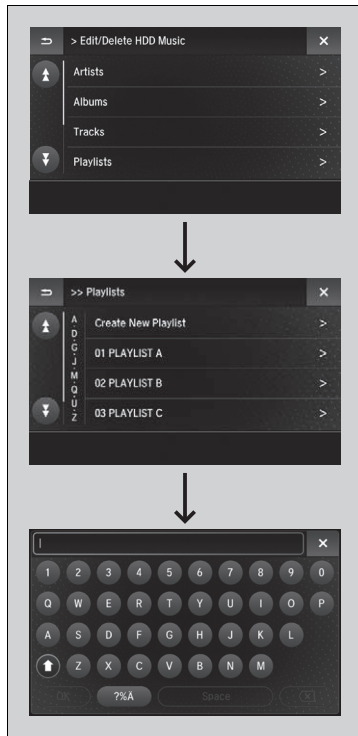 > Edit/Delete HDD Music
Artists >
Albums >
Tracks >
Playlists >
>> Playlists
A·D·G·J·M·Q·U·Z
Create New Playlist >
01 PLAYLIST A >
02 PLAYLIST B >
03 PLAYLIST C >
1 2 3 4 5 6 7 8 9 0
Q W E R T Y U I O P
A S D F G H J K L
Z X C V B N M
OK ?%Ä Space